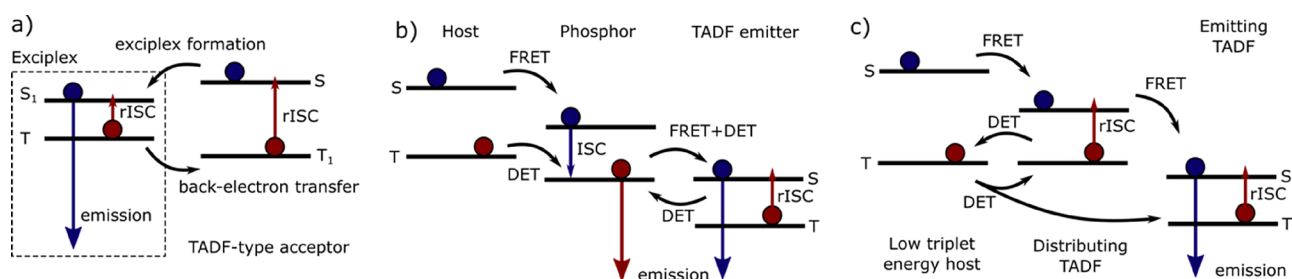 a)
exciplex formation
Exciplex
S
S1
rISC
rISC
T
T1
back-electron transfer
emission
TADF-type acceptor
b)
Host
Phosphor
TADF emitter
FRET
S
ISC
FRET+DET
T
DET
S
rISC
DET
T
emission
c)
Emitting
TADF
FRET
S
FRET
DET
rISC
T
S
DET
rISC
T
Low triplet
energy host
Distributing
TADF
emission